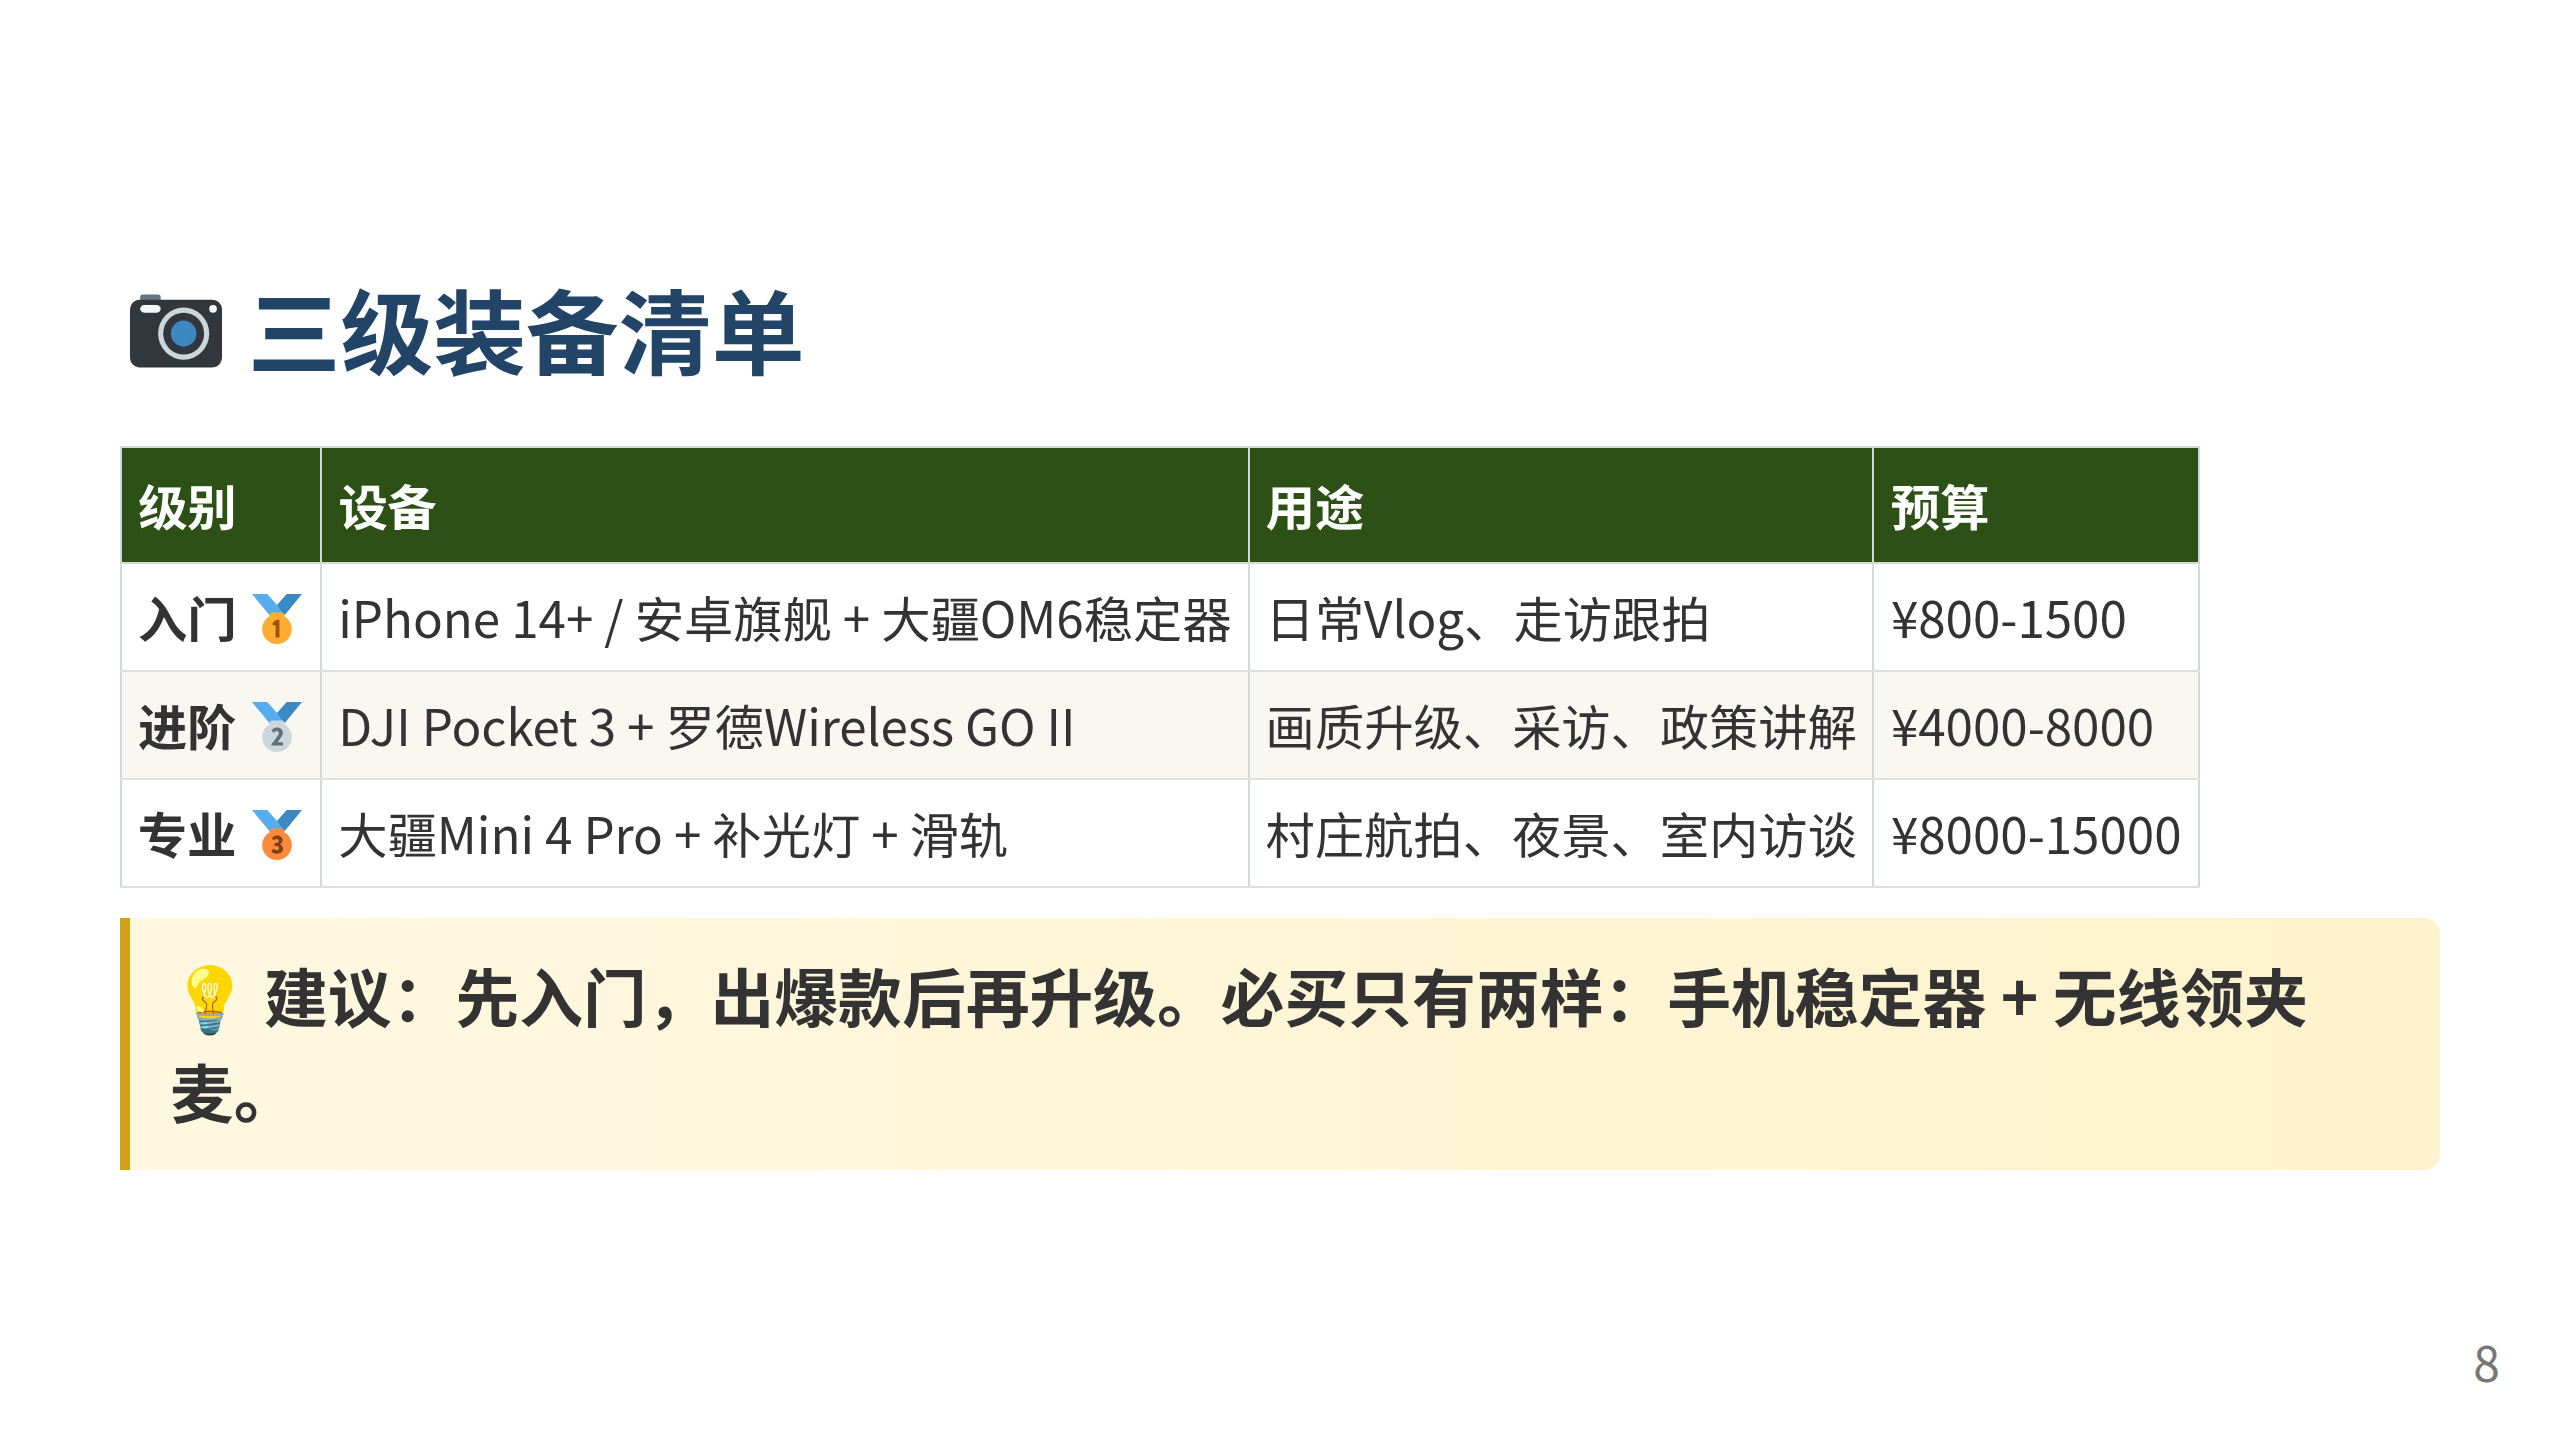 📷 三级装备清单
级别 设备 用途 预算
入门 🥇 iPhone 14+ / 安卓旗舰 + 大疆OM6稳定器 日常Vlog、走访跟拍 ¥800-1500
进阶 🥈 DJI Pocket 3 + 罗德Wireless GO II 画质升级、采访、政策讲解 ¥4000-8000
专业 🥉 大疆Mini 4 Pro + 补光灯 + 滑轨 村庄航拍、夜景、室内访谈 ¥8000-15000
💡 建议：先入门，出爆款后再升级。必买只有两样：手机稳定器 + 无线领夹
麦。
8